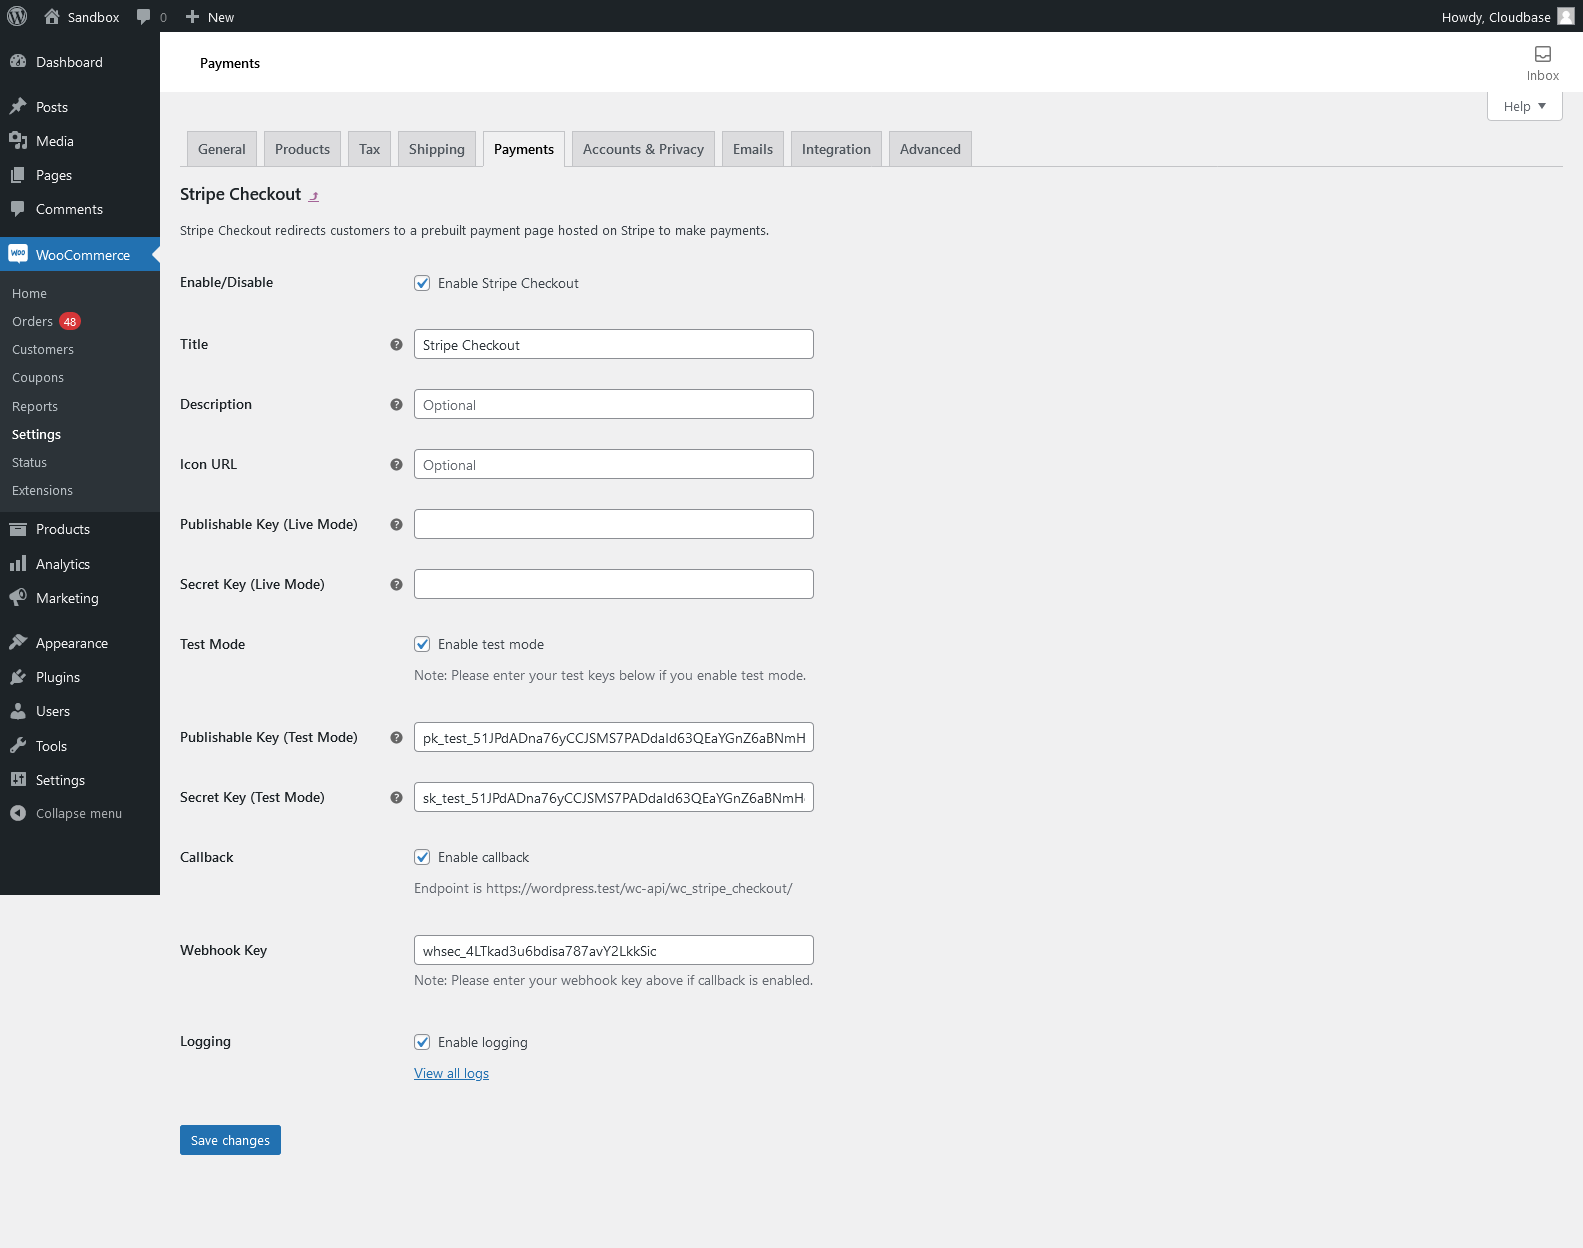 Sandbox 0 New Howdy, Cloudbase
Dashboard
Posts
Media
Pages
Comments
WooCommerce
Home
Orders 48
Customers
Coupons
Reports
Settings
Status
Extensions
Products
Analytics
Marketing
Appearance
Plugins
Users
Tools
Settings
Collapse menu
Payments
Inbox
Help
General Products Tax Shipping Payments Accounts & Privacy Emails Integration Advanced
Stripe Checkout
Stripe Checkout redirects customers to a prebuilt payment page hosted on Stripe to make payments.
Enable/Disable Enable Stripe Checkout
Title Stripe Checkout
Description Optional
Icon URL Optional
Publishable Key (Live Mode)
Secret Key (Live Mode)
Test Mode Enable test mode
Note: Please enter your test keys below if you enable test mode.
Publishable Key (Test Mode) pk_test_51JPdADna76yCCJSMS7PADdaId63QEaYGnZ6aBNmH
Secret Key (Test Mode) sk_test_51JPdADna76yCCJSMS7PADdaId63QEaYGnZ6aBNmH
Callback Enable callback
Endpoint is https://wordpress.test/wc-api/wc_stripe_checkout/
Webhook Key whsec_4LTkad3u6bdisa787avY2LkkSic
Note: Please enter your webhook key above if callback is enabled.
Logging Enable logging
View all logs
Save changes